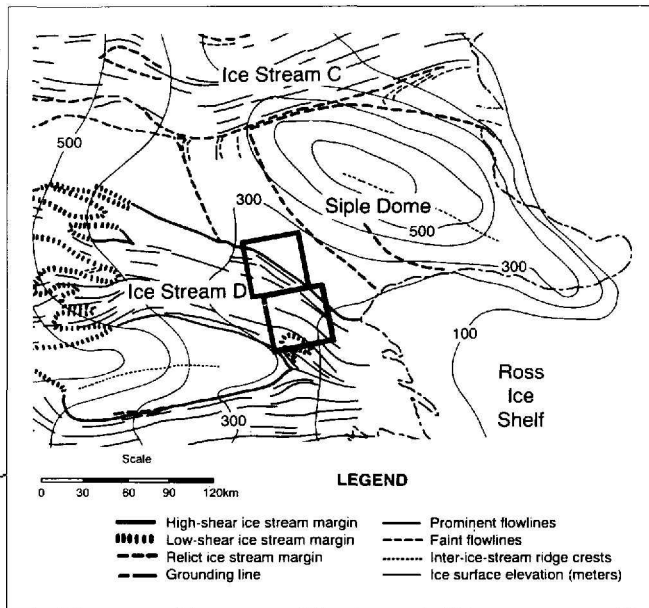 Ice Stream C
500
300
Siple Dome
500
300
Ice Stream D
100
Ross
Ice
Shelf
300
Scale
0 30 60 90 120km
LEGEND
High-shear ice stream margin
Low-shear ice stream margin
Relict ice stream margin
Grounding line
Prominent flowlines
Faint flowlines
Inter-ice-stream ridge crests
Ice surface elevation (meters)